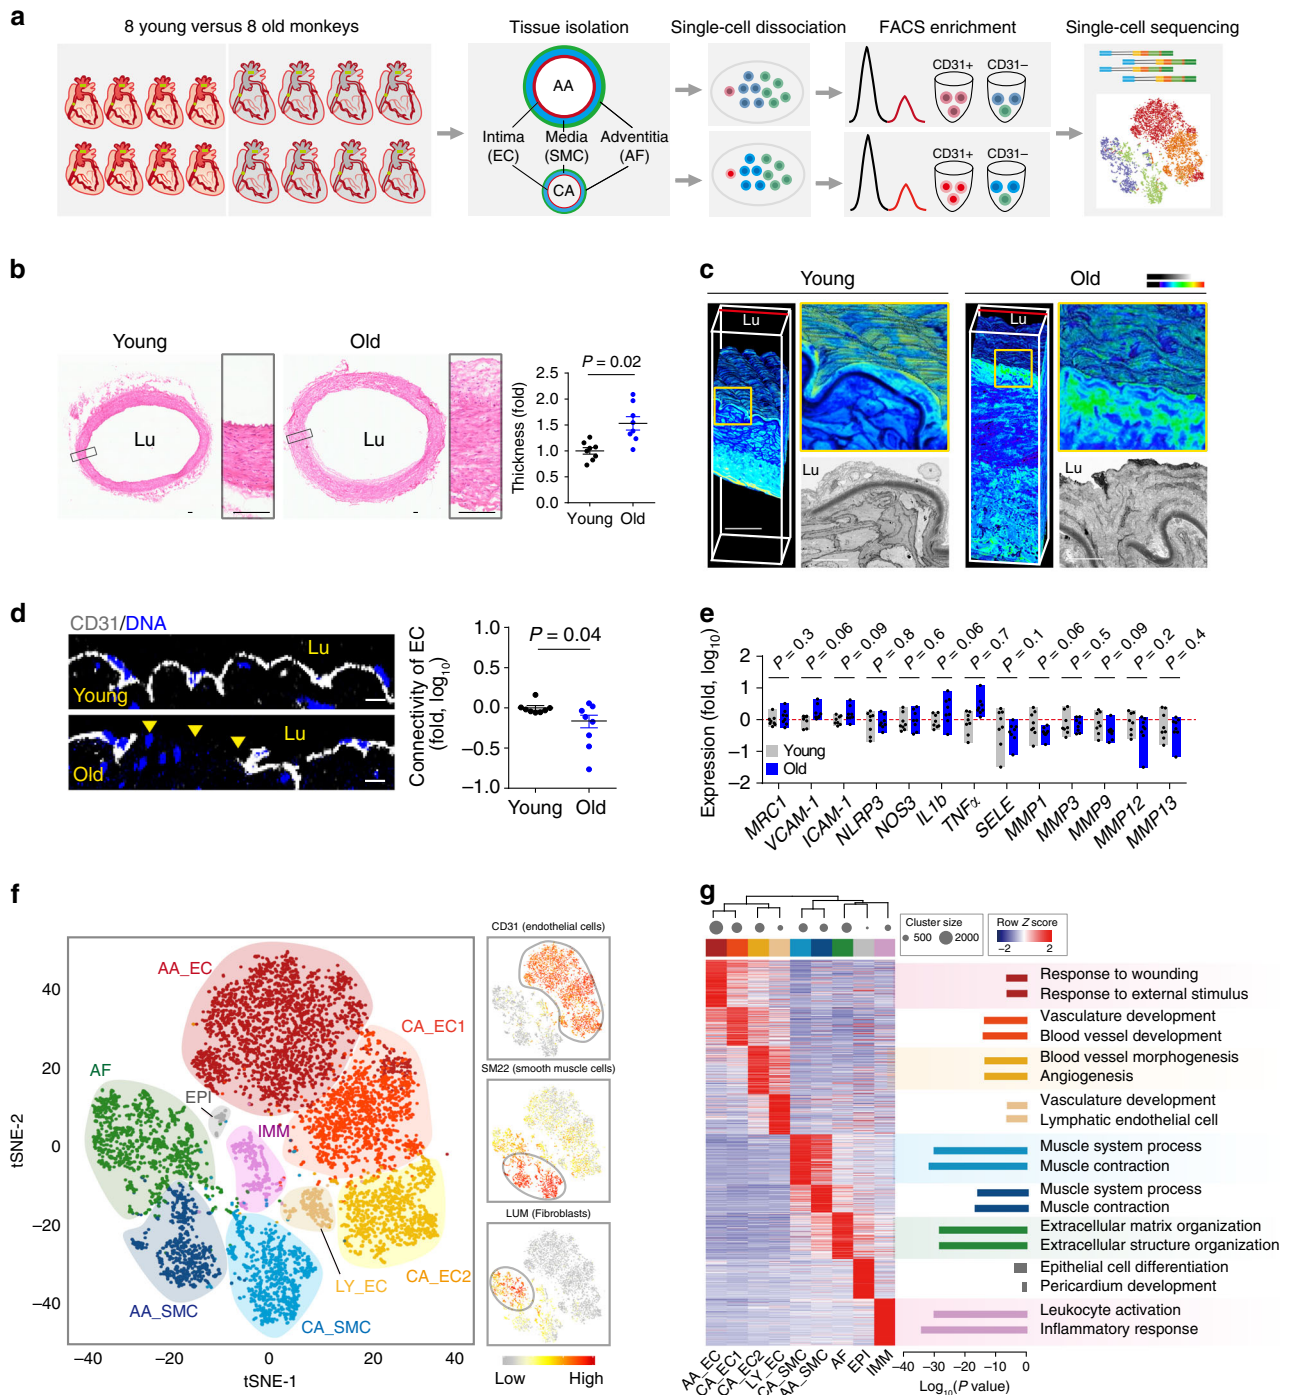 a
8 young versus 8 old monkeys
Tissue isolation
Single-cell dissociation
FACS enrichment
Single-cell sequencing
AA
Intima (EC)
Media (SMC)
Adventitia (AF)
CA
CD31+
CD31–
CD31+
CD31–
b
Young
Old
Lu
Lu
P = 0.02
Thickness (fold)
2.5
2.0
1.5
1.0
0.5
0.0
Young
Old
c
Young
Old
Lu
Lu
Lu
Lu
d
CD31/DNA
Lu
Young
Lu
Old
Connectivity of EC
(fold, log10)
1.0
0.5
0.0
–0.5
–1.0
P = 0.04
Young
Old
e
P = 0.3
P = 0.06
P = 0.09
P = 0.8
P = 0.6
P = 0.06
P = 0.7
P = 0.1
P = 0.06
P = 0.5
P = 0.09
P = 0.2
P = 0.4
Expression (fold, log10)
2
1
0
–1
–2
Young
Old
MRC1
VCAM-1
ICAM-1
NLRP3
NOS3
IL1b
TNFα
SELE
MMP1
MMP3
MMP9
MMP12
MMP13
f
tSNE-2
40
20
0
–20
–40
AA_EC
CA_EC1
AF
EPI
IMM
LY_EC
CA_EC2
AA_SMC
CA_SMC
–40
–20
0
20
40
tSNE-1
CD31 (endothelial cells)
SM22 (smooth muscle cells)
LUM (Fibroblasts)
Low
High
g
Cluster size
500
2000
Row Z score
–2
2
Response to wounding
Response to external stimulus
Vasculature development
Blood vessel development
Blood vessel morphogenesis
Angiogenesis
Vasculature development
Lymphatic endothelial cell
Muscle system process
Muscle contraction
Muscle system process
Muscle contraction
Extracellular matrix organization
Extracellular structure organization
Epithelial cell differentiation
Pericardium development
Leukocyte activation
Inflammatory response
AA_EC
CA_EC1
CA_EC2
LY_EC
CA_SMC
AA_SMC
AF
EPI
IMM
–40
–30
–20
–10
0
Log10(P value)